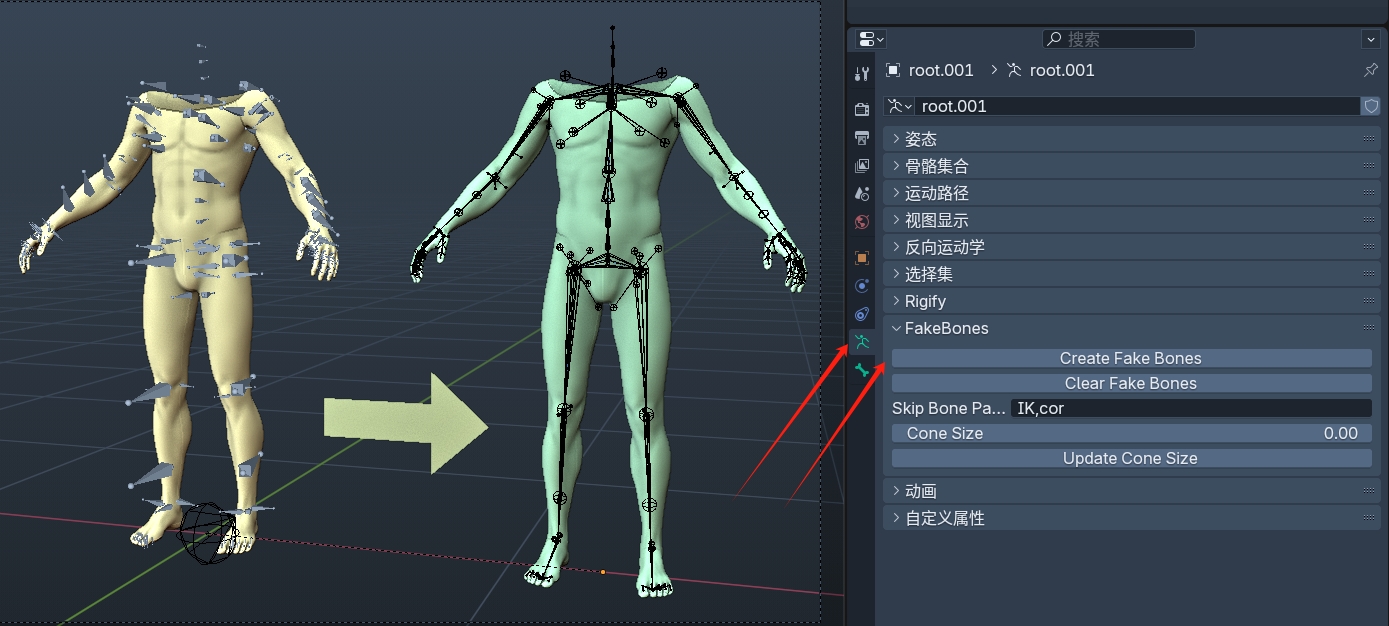 搜索
root.001 > root.001
root.001
姿态
骨骼集合
运动路径
视图显示
反向运动学
选择集
Rigify
FakeBones
Create Fake Bones
Clear Fake Bones
Skip Bone Pa... IK,cor
Cone Size 0.00
Update Cone Size
动画
自定义属性